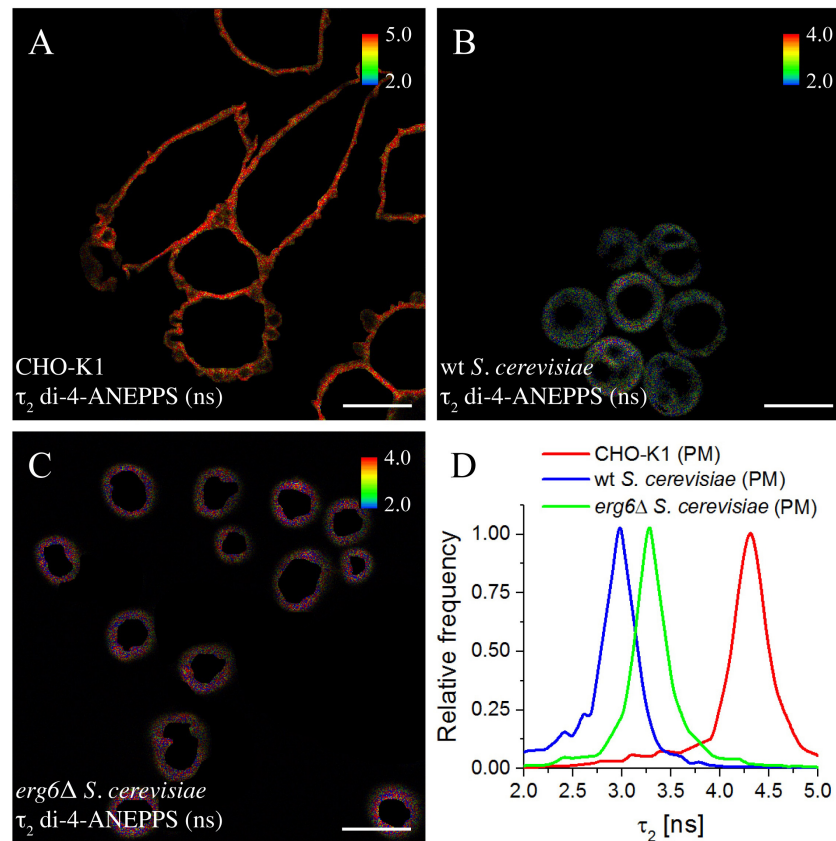 A
5.0
2.0
CHO-K1
τ₂ di-4-ANEPPS (ns)
B
4.0
2.0
wt S. cerevisiae
τ₂ di-4-ANEPPS (ns)
C
4.0
2.0
erg6Δ S. cerevisiae
τ₂ di-4-ANEPPS (ns)
D
CHO-K1 (PM)
wt S. cerevisiae (PM)
erg6Δ S. cerevisiae (PM)
Relative frequency
1.00
0.75
0.50
0.25
0.00
2.0 2.5 3.0 3.5 4.0 4.5 5.0
τ₂ [ns]